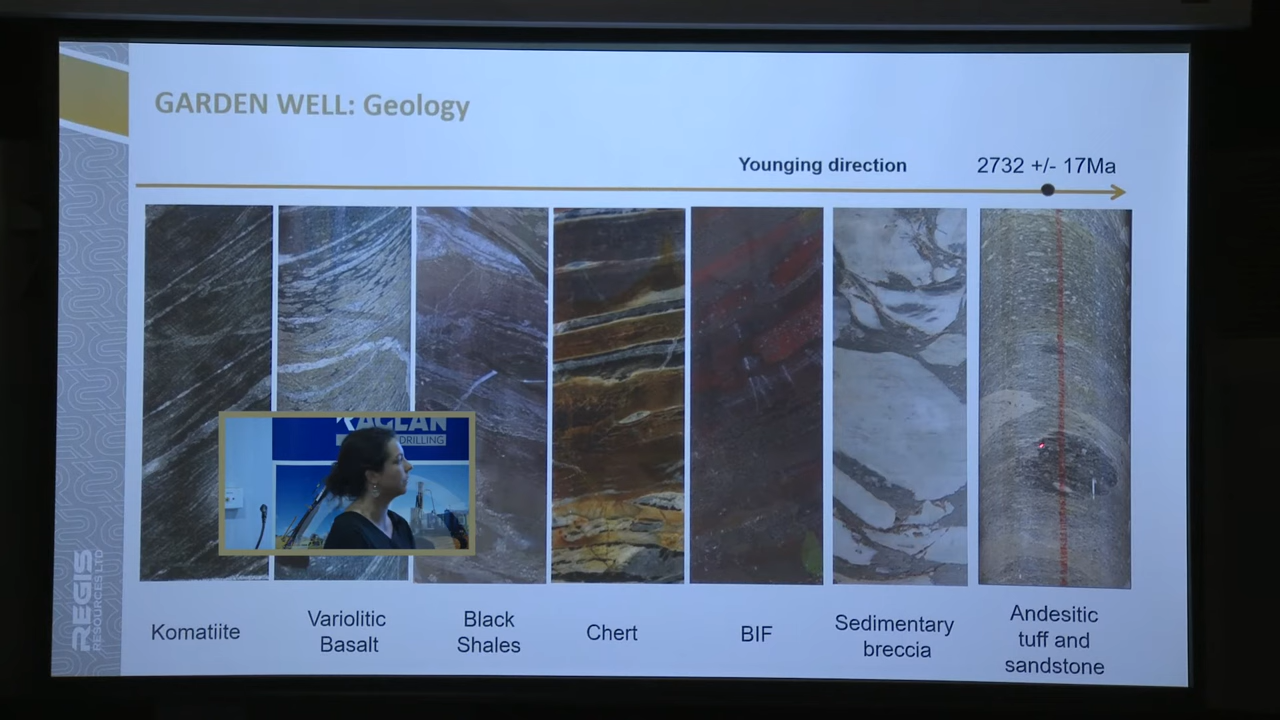 GARDEN WELL: Geology
Younging direction
2732 +/- 17Ma
RAGLAN
DRILLING
Komatiite
Variolitic
Basalt
Black
Shales
Chert
BIF
Sedimentary
breccia
Andesitic
tuff and
sandstone
REGIS
RESOURCES LTD